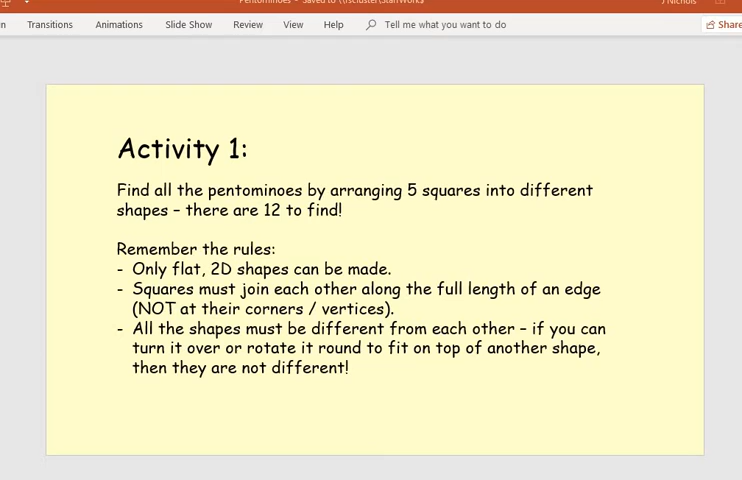 Pentominoes - Saved to
J Nichols
Transitions Animations Slide Show Review View Help Tell me what you want to do Share
Activity 1:
Find all the pentominoes by arranging 5 squares into different
shapes – there are 12 to find!
Remember the rules:
- Only flat, 2D shapes can be made.
- Squares must join each other along the full length of an edge
(NOT at their corners / vertices).
- All the shapes must be different from each other – if you can
turn it over or rotate it round to fit on top of another shape,
then they are not different!